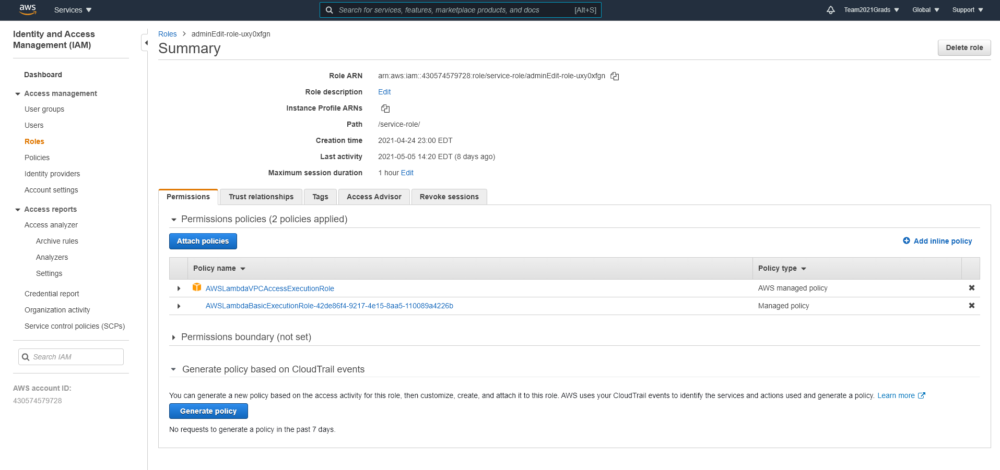 aws
Services
Search for services, features, marketplace products, and docs [Alt+S]
Team2021Grads
Global
Support
Identity and Access Management (IAM)
Dashboard
Access management
User groups
Users
Roles
Policies
Identity providers
Account settings
Access reports
Access analyzer
Archive rules
Analyzers
Settings
Credential report
Organization activity
Service control policies (SCPs)
Search IAM
AWS account ID:
430574579728
Roles > adminEdit-role-uxy0xfgn
Summary
Delete role
Role ARN arn:aws:iam::430574579728:role/service-role/adminEdit-role-uxy0xfgn
Role description Edit
Instance Profile ARNs
Path /service-role/
Creation time 2021-04-24 23:00 EDT
Last activity 2021-05-05 14:20 EDT (8 days ago)
Maximum session duration 1 hour Edit
Permissions Trust relationships Tags Access Advisor Revoke sessions
Permissions policies (2 policies applied)
Attach policies
Add inline policy
Policy name Policy type
AWSLambdaVPCAccessExecutionRole AWS managed policy
AWSLambdaBasicExecutionRole-42de86f4-9217-4e15-8aa5-110089a4226b Managed policy
Permissions boundary (not set)
Generate policy based on CloudTrail events
You can generate a new policy based on the access activity for this role, then customize, create, and attach it to this role. AWS uses your CloudTrail events to identify the services and actions used and generate a policy. Learn more
Generate policy
No requests to generate a policy in the past 7 days.